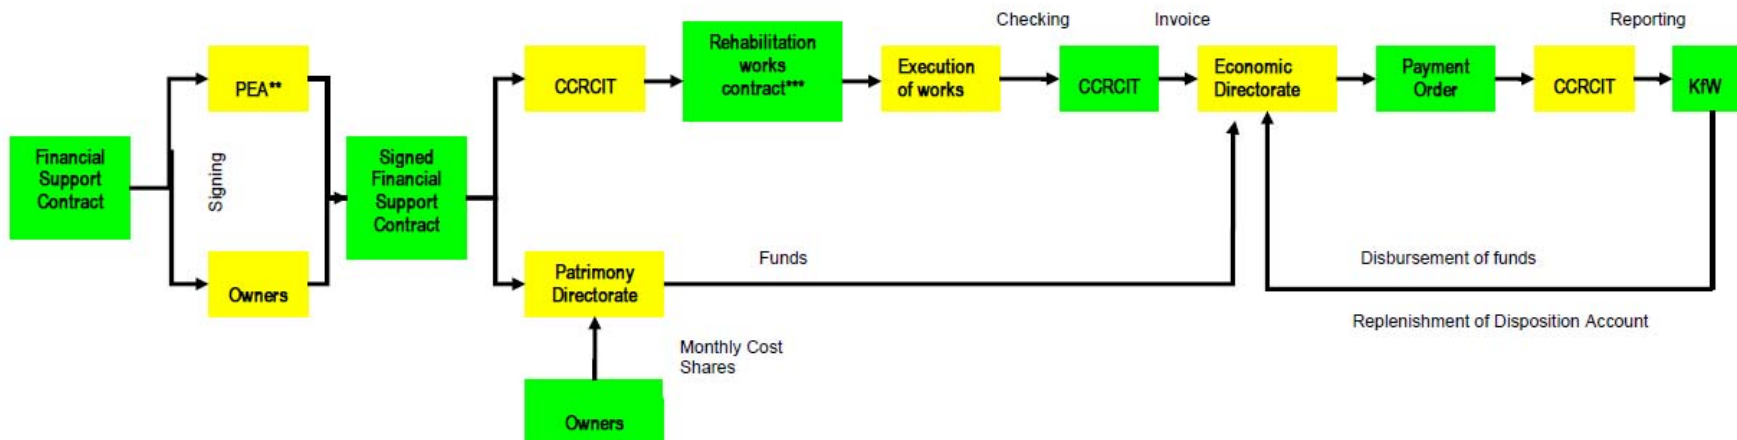 Checking
Invoice
Reporting
PEA**
CCRCIT
Rehabilitation
works
contract***
Execution
of works
CCRCIT
Economic
Directorate
Payment
Order
CCRCIT
KfW
Financial
Support
Contract
Signing
Signed
Financial
Support
Contract
Owners
Patrimony
Directorate
Funds
Disbursement of funds
Replenishment of Disposition Account
Monthly Cost
Shares
Owners